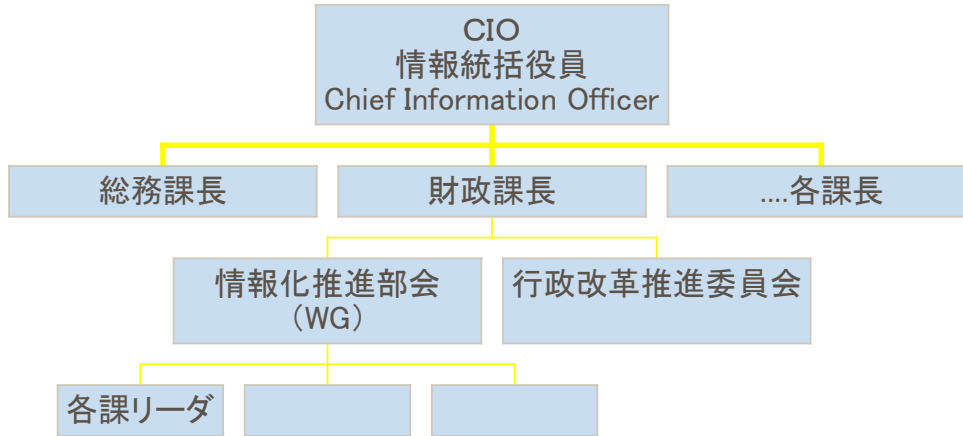 CIO
情報統括役員
Chief Information Officer
総務課長
財政課長
....各課長
情報化推進部会
（WG）
行政改革推進委員会
各課リーダ